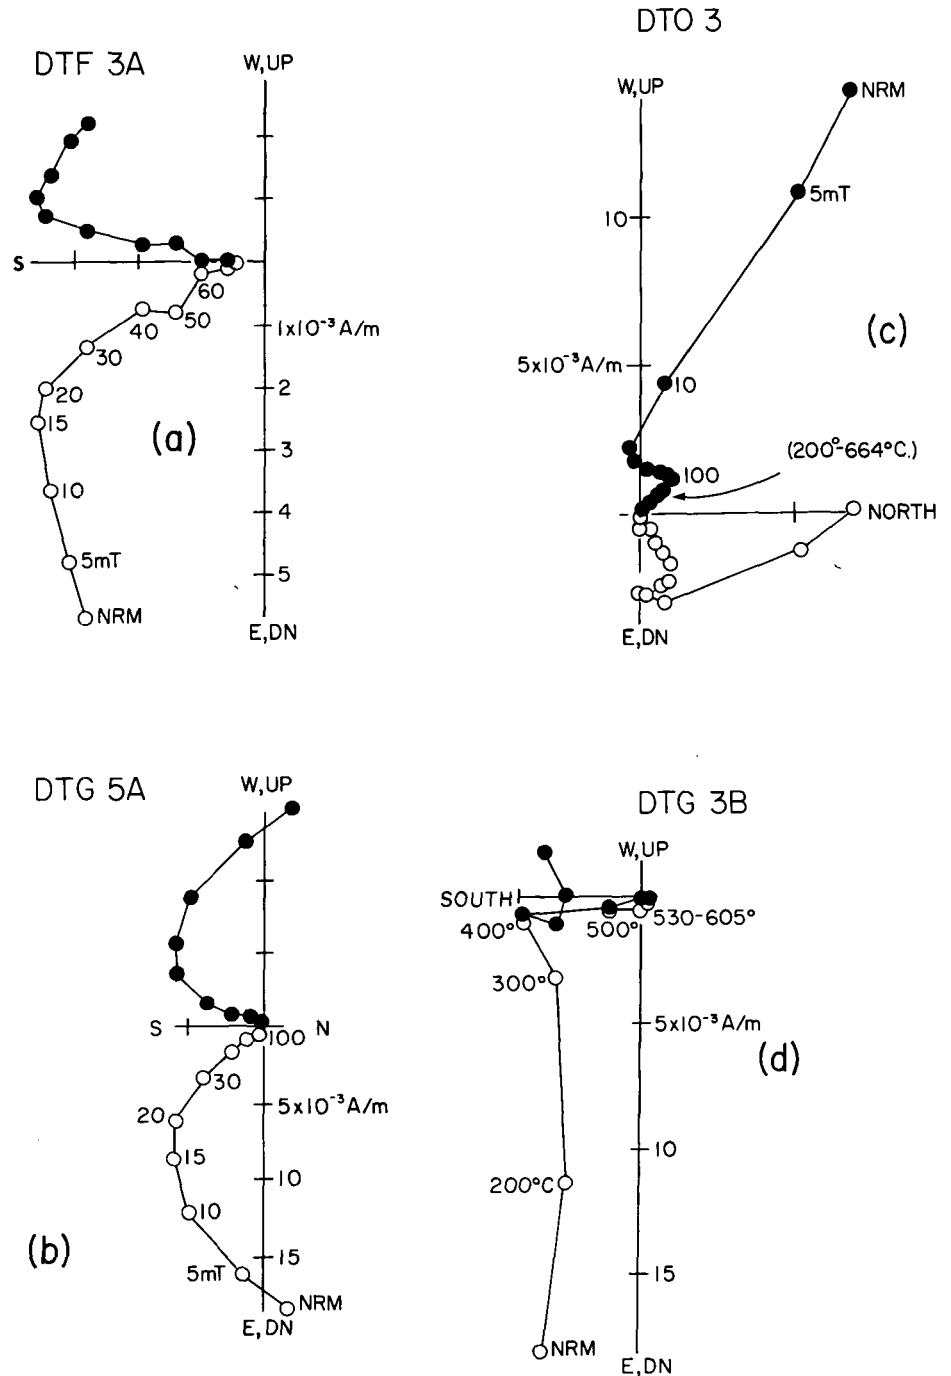 DTF 3A
W,UP
S
60
50
40
1x10⁻³A/m
30
20
2
15
(a)
3
10
4
5mT
5
NRM
E,DN
DTO 3
W,UP
NRM
5mT
10
(c)
5x10⁻³A/m
10
(200°-664°C.)
100
NORTH
E,DN
DTG 5A
W,UP
S
N
100
30
5x10⁻³A/m
20
15
10
10
(b)
15
5mT
NRM
E,DN
DTG 3B
W,UP
SOUTH
400°
500°
530-605°
300°
5x10⁻³A/m
(d)
10
200°C
15
NRM
E,DN